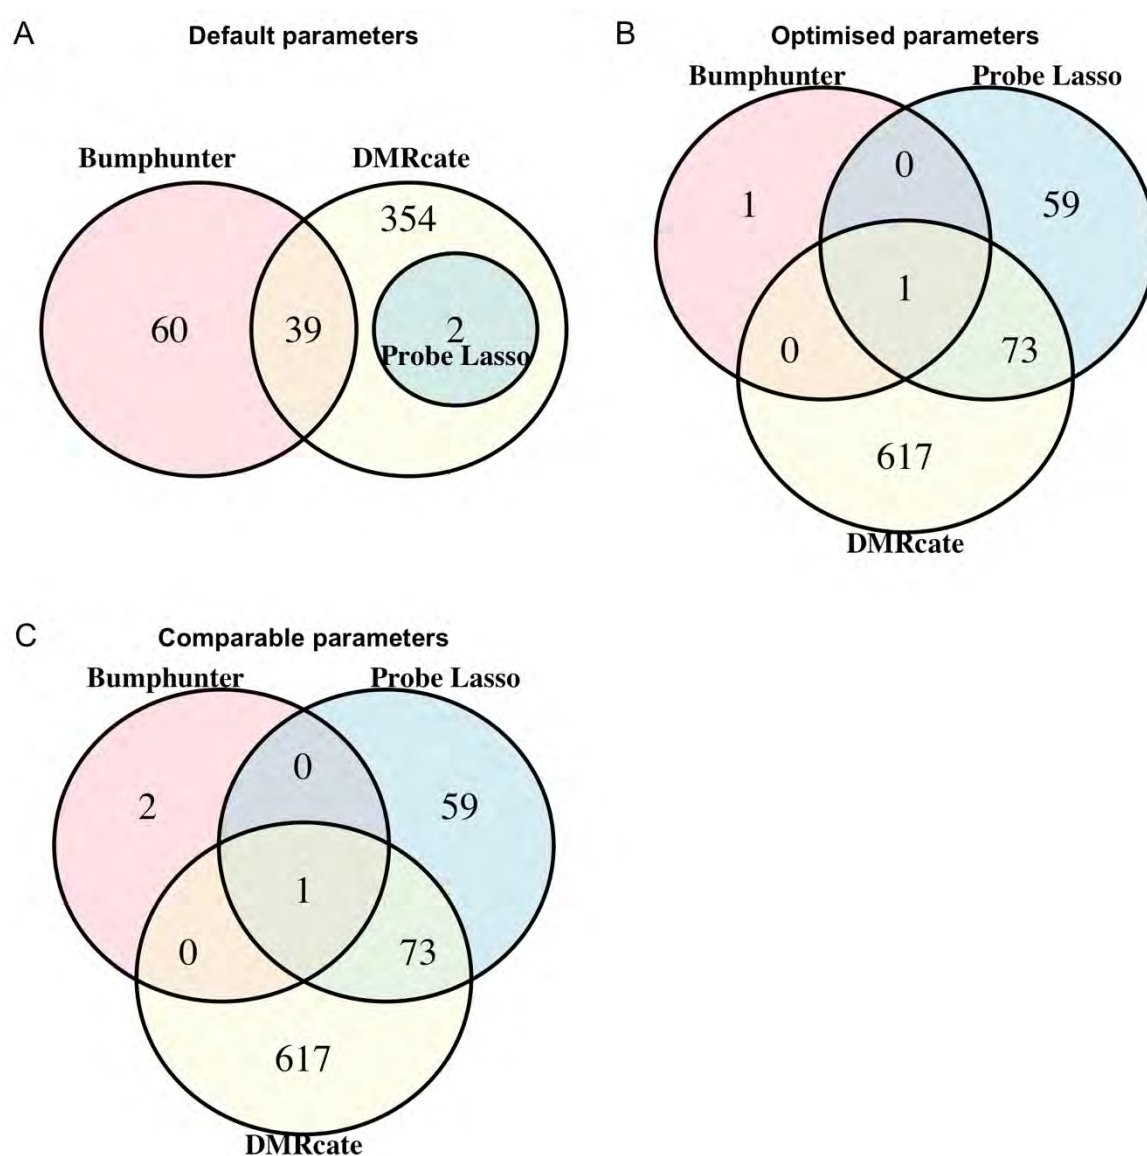 A
Default parameters
Bumphunter
DMRcate
354
60
39
2
Probe Lasso
B
Optimised parameters
Bumphunter
Probe Lasso
0
1
59
1
0
73
617
DMRcate
C
Comparable parameters
Bumphunter
Probe Lasso
0
2
59
1
0
73
617
DMRcate